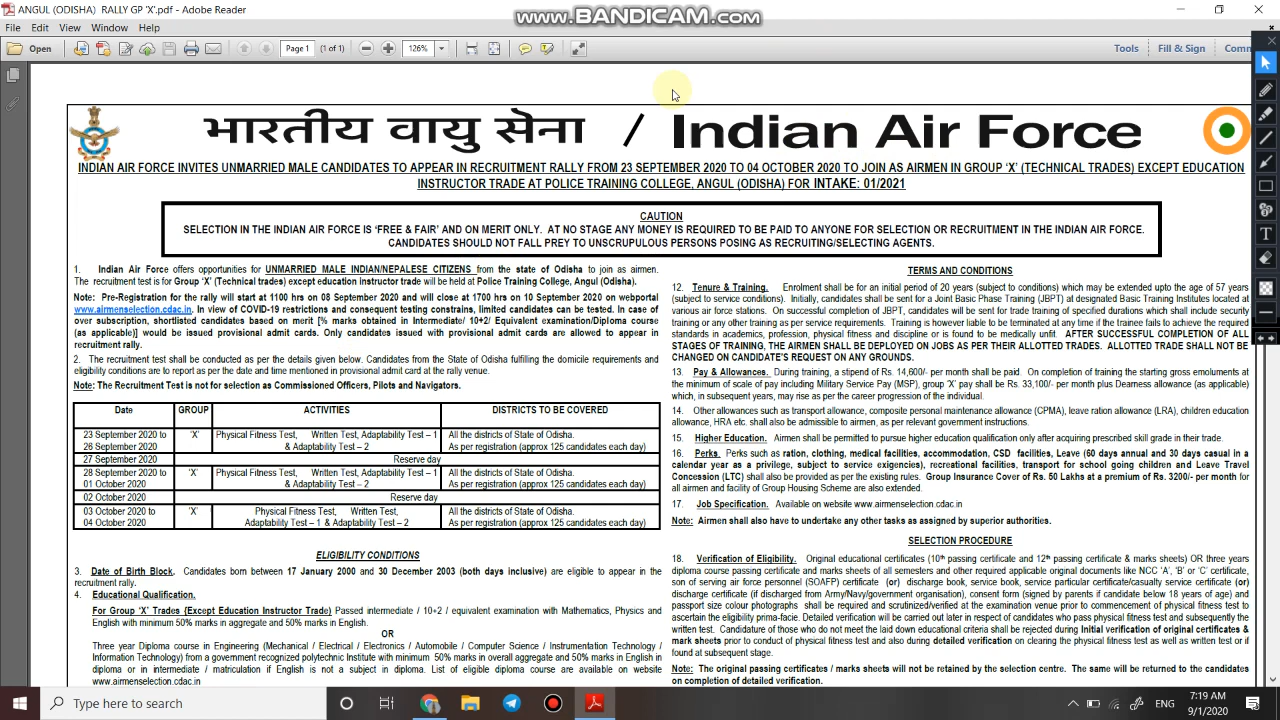 ANGUL (ODISHA) RALLY GP 'X'.pdf - Adobe Reader
www.BANDICAM.com
File Edit View Window Help
Open Page 1 (1 of 1) 126% Tools Fill & Sign Comm
भारतीय वायु सेना / Indian Air Force
INDIAN AIR FORCE INVITES UNMARRIED MALE CANDIDATES TO APPEAR IN RECRUITMENT RALLY FROM 23 SEPTEMBER 2020 TO 04 OCTOBER 2020 TO JOIN AS AIRMEN IN GROUP 'X' (TECHNICAL TRADES) EXCEPT EDUCATION
INSTRUCTOR TRADE AT POLICE TRAINING COLLEGE, ANGUL (ODISHA) FOR INTAKE: 01/2021
CAUTION
SELECTION IN THE INDIAN AIR FORCE IS 'FREE & FAIR' AND ON MERIT ONLY. AT NO STAGE ANY MONEY IS REQUIRED TO BE PAID TO ANYONE FOR SELECTION OR RECRUITMENT IN THE INDIAN AIR FORCE.
CANDIDATES SHOULD NOT FALL PREY TO UNSCRUPULOUS PERSONS POSING AS RECRUITING/SELECTING AGENTS.
1. Indian Air Force offers opportunities for UNMARRIED MALE INDIAN/NEPALESE CITIZENS from the state of Odisha to join as airmen.
The recruitment test is for Group 'X' (Technical trades) except education instructor trade will be held at Police Training College, Angul (Odisha).
Note: Pre-Registration for the rally will start at 1100 hrs on 08 September 2020 and will close at 1700 hrs on 10 September 2020 on webportal
www.airmenselection.cdac.in. In view of COVID-19 restrictions and consequent testing constrains, limited candidates can be tested. In case of
over subscription, shortlisted candidates based on merit [% marks obtained in Intermediate/ 10+2/ Equivalent examination/Diploma course
(as applicable)] would be issued provisional admit cards. Only candidates issued with provisional admit cards are allowed to appear in
recruitment rally.
2. The recruitment test shall be conducted as per the details given below. Candidates from the State of Odisha fulfilling the domicile requirements and
eligibility conditions are to report as per the date and time mentioned in provisional admit card at the rally venue.
Note: The Recruitment Test is not for selection as Commissioned Officers, Pilots and Navigators.
Date GROUP ACTIVITIES DISTRICTS TO BE COVERED
23 September 2020 to 'X' Physical Fitness Test, Written Test, Adaptability Test – 1 All the districts of State of Odisha.
26 September 2020 & Adaptability Test – 2 As per registration (approx 125 candidates each day)
27 September 2020 Reserve day
28 September 2020 to 'X' Physical Fitness Test, Written Test, Adaptability Test – 1 All the districts of State of Odisha.
01 October 2020 & Adaptability Test – 2 As per registration (approx 125 candidates each day)
02 October 2020 Reserve day
03 October 2020 to 'X' Physical Fitness Test, Written Test, All the districts of State of Odisha.
04 October 2020 Adaptability Test – 1 & Adaptability Test – 2 As per registration (approx 125 candidates each day)
ELIGIBILITY CONDITIONS
3. Date of Birth Block. Candidates born between 17 January 2000 and 30 December 2003 (both days inclusive) are eligible to appear in the
recruitment rally.
4. Educational Qualification.
For Group 'X' Trades (Except Education Instructor Trade) Passed intermediate / 10+2 / equivalent examination with Mathematics, Physics and
English with minimum 50% marks in aggregate and 50% marks in English.
OR
Three year Diploma course in Engineering (Mechanical / Electrical / Electronics / Automobile / Computer Science / Instrumentation Technology /
Information Technology) from a government recognized polytechnic Institute with minimum 50% marks in overall aggregate and 50% marks in English in
diploma or in intermediate / matriculation if English is not a subject in diploma. List of eligible diploma course are available on website
www.airmenselection.cdac.in
TERMS AND CONDITIONS
12. Tenure & Training. Enrolment shall be for an initial period of 20 years (subject to conditions) which may be extended upto the age of 57 years
(subject to service conditions). Initially, candidates shall be sent for a Joint Basic Phase Training (JBPT) at designated Basic Training Institutes located at
various air force stations. On successful completion of JBPT, candidates will be sent for trade training of specified durations which shall include security
training or any other training as per service requirements. Training is however liable to be terminated at any time if the trainee fails to achieve the required
standards in academics, profession, physical fitness and discipline or is found to be medically unfit. AFTER SUCCESSFUL COMPLETION OF ALL
STAGES OF TRAINING, THE AIRMEN SHALL BE DEPLOYED ON JOBS AS PER THEIR ALLOTTED TRADES. ALLOTTED TRADE SHALL NOT BE
CHANGED ON CANDIDATE'S REQUEST ON ANY GROUNDS.
13. Pay & Allowances. During training, a stipend of Rs. 14,600/- per month shall be paid. On completion of training the starting gross emoluments at
the minimum of scale of pay including Military Service Pay (MSP), group 'X' pay shall be Rs. 33,100/- per month plus Dearness allowance (as applicable)
which, in subsequent years, may rise as per the career progression of the individual.
14. Other allowances such as transport allowance, composite personal maintenance allowance (CPMA), leave ration allowance (LRA), children education
allowance, HRA etc. shall also be admissible to airmen, as per relevant government instructions.
15. Higher Education. Airmen shall be permitted to pursue higher education qualification only after acquiring prescribed skill grade in their trade.
16. Perks. Perks such as ration, clothing, medical facilities, accommodation, CSD facilities, Leave (60 days annual and 30 days casual in a
calendar year as a privilege, subject to service exigencies), recreational facilities, transport for school going children and Leave Travel
Concession (LTC) shall also be provided as per the existing rules. Group Insurance Cover of Rs. 50 Lakhs at a premium of Rs. 3200/- per month for
all airmen and facility of Group Housing Scheme are also extended.
17. Job Specification. Available on website www.airmenselection.cdac.in
Note: Airmen shall also have to undertake any other tasks as assigned by superior authorities.
SELECTION PROCEDURE
18. Verification of Eligibility. Original educational certificates (10th passing certificate and 12th passing certificate & marks sheets) OR three years
diploma course passing certificate and marks sheets of all semesters and other required applicable original documents like NCC 'A', 'B' or 'C' certificate,
son of serving air force personnel (SOAFP) certificate (or) discharge book, service book, service particular certificate/casualty service certificate (or)
discharge certificate (if discharged from Army/Navy/government organisation), consent form (signed by parents if candidate below 18 years of age) and
passport size colour photographs shall be required and scrutinized/verified at the examination venue prior to commencement of physical fitness test to
ascertain the eligibility prima-facie. Detailed verification will be carried out later in respect of candidates who pass physical fitness test and subsequently the
written test. Candidature of those who do not meet the laid down educational criteria shall be rejected during Initial verification of original certificates &
mark sheets prior to conduct of physical fitness test and also during detailed verification on clearing the physical fitness test as well as written test or if
found at subsequent stage.
Note: The original passing certificates / marks sheets will not be retained by the selection centre. The same will be returned to the candidates
on completion of detailed verification.
Type here to search
ENG
7:19 AM
9/1/2020